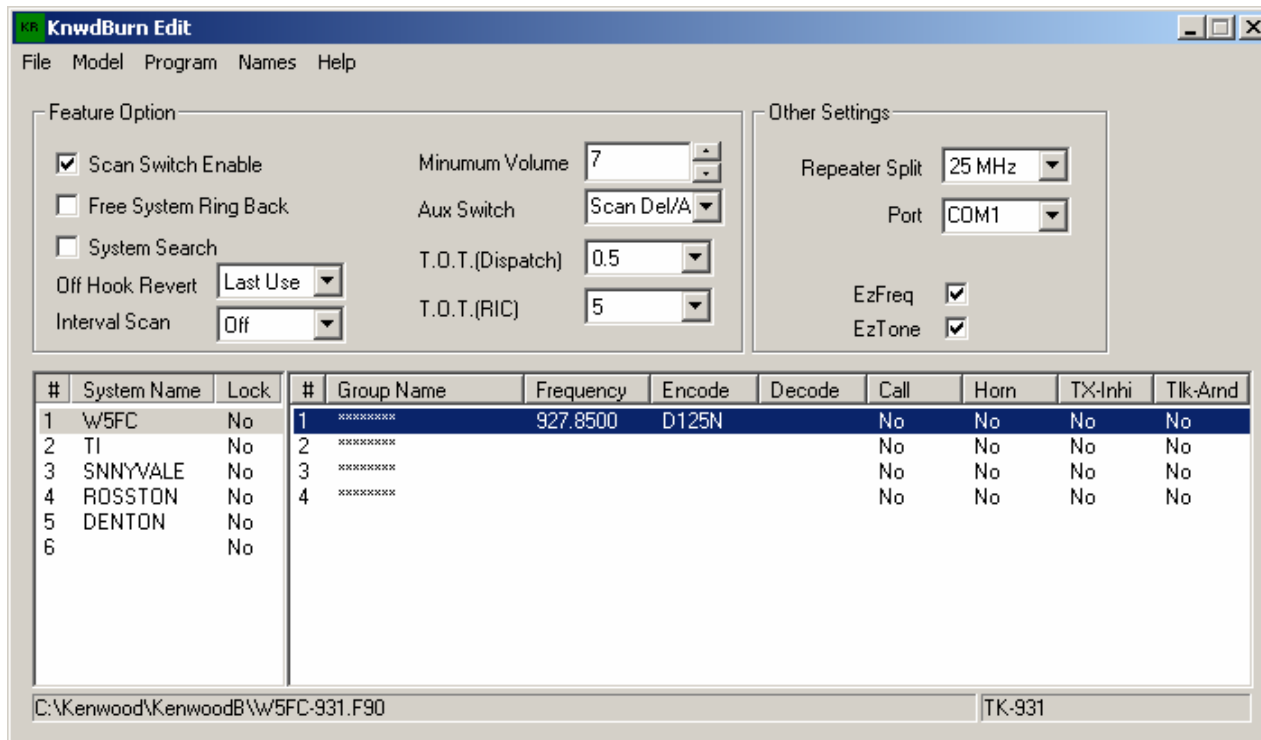 KR KnwdBurn Edit
File Model Program Names Help
Feature Option
Scan Switch Enable
Free System Ring Back
System Search
Off Hook Revert Last Use
Interval Scan Off
Minumum Volume 7
Aux Switch Scan Del/A
T.O.T.(Dispatch) 0.5
T.O.T.(RIC) 5
Other Settings
Repeater Split 25 MHz
Port COM1
EzFreq
EzTone
# System Name Lock
1 W5FC No
2 TI No
3 SNNYVALE No
4 ROSSTON No
5 DENTON No
6 No
# Group Name Frequency Encode Decode Call Horn TX-Inhi Tlk-Arnd
1 ******** 927.8500 D125N No No No No
2 ******** No No No No
3 ******** No No No No
4 ******** No No No No
C:\Kenwood\KenwoodB\W5FC-931.F90
TK-931